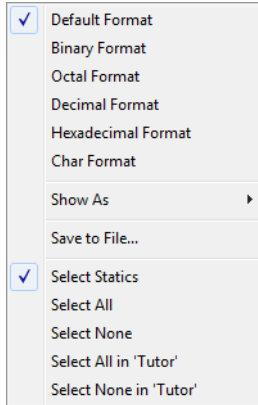 Default Format
Binary Format
Octal Format
Decimal Format
Hexadecimal Format
Char Format
Show As
Save to File...
Select Statics
Select All
Select None
Select All in 'Tutor'
Select None in 'Tutor'